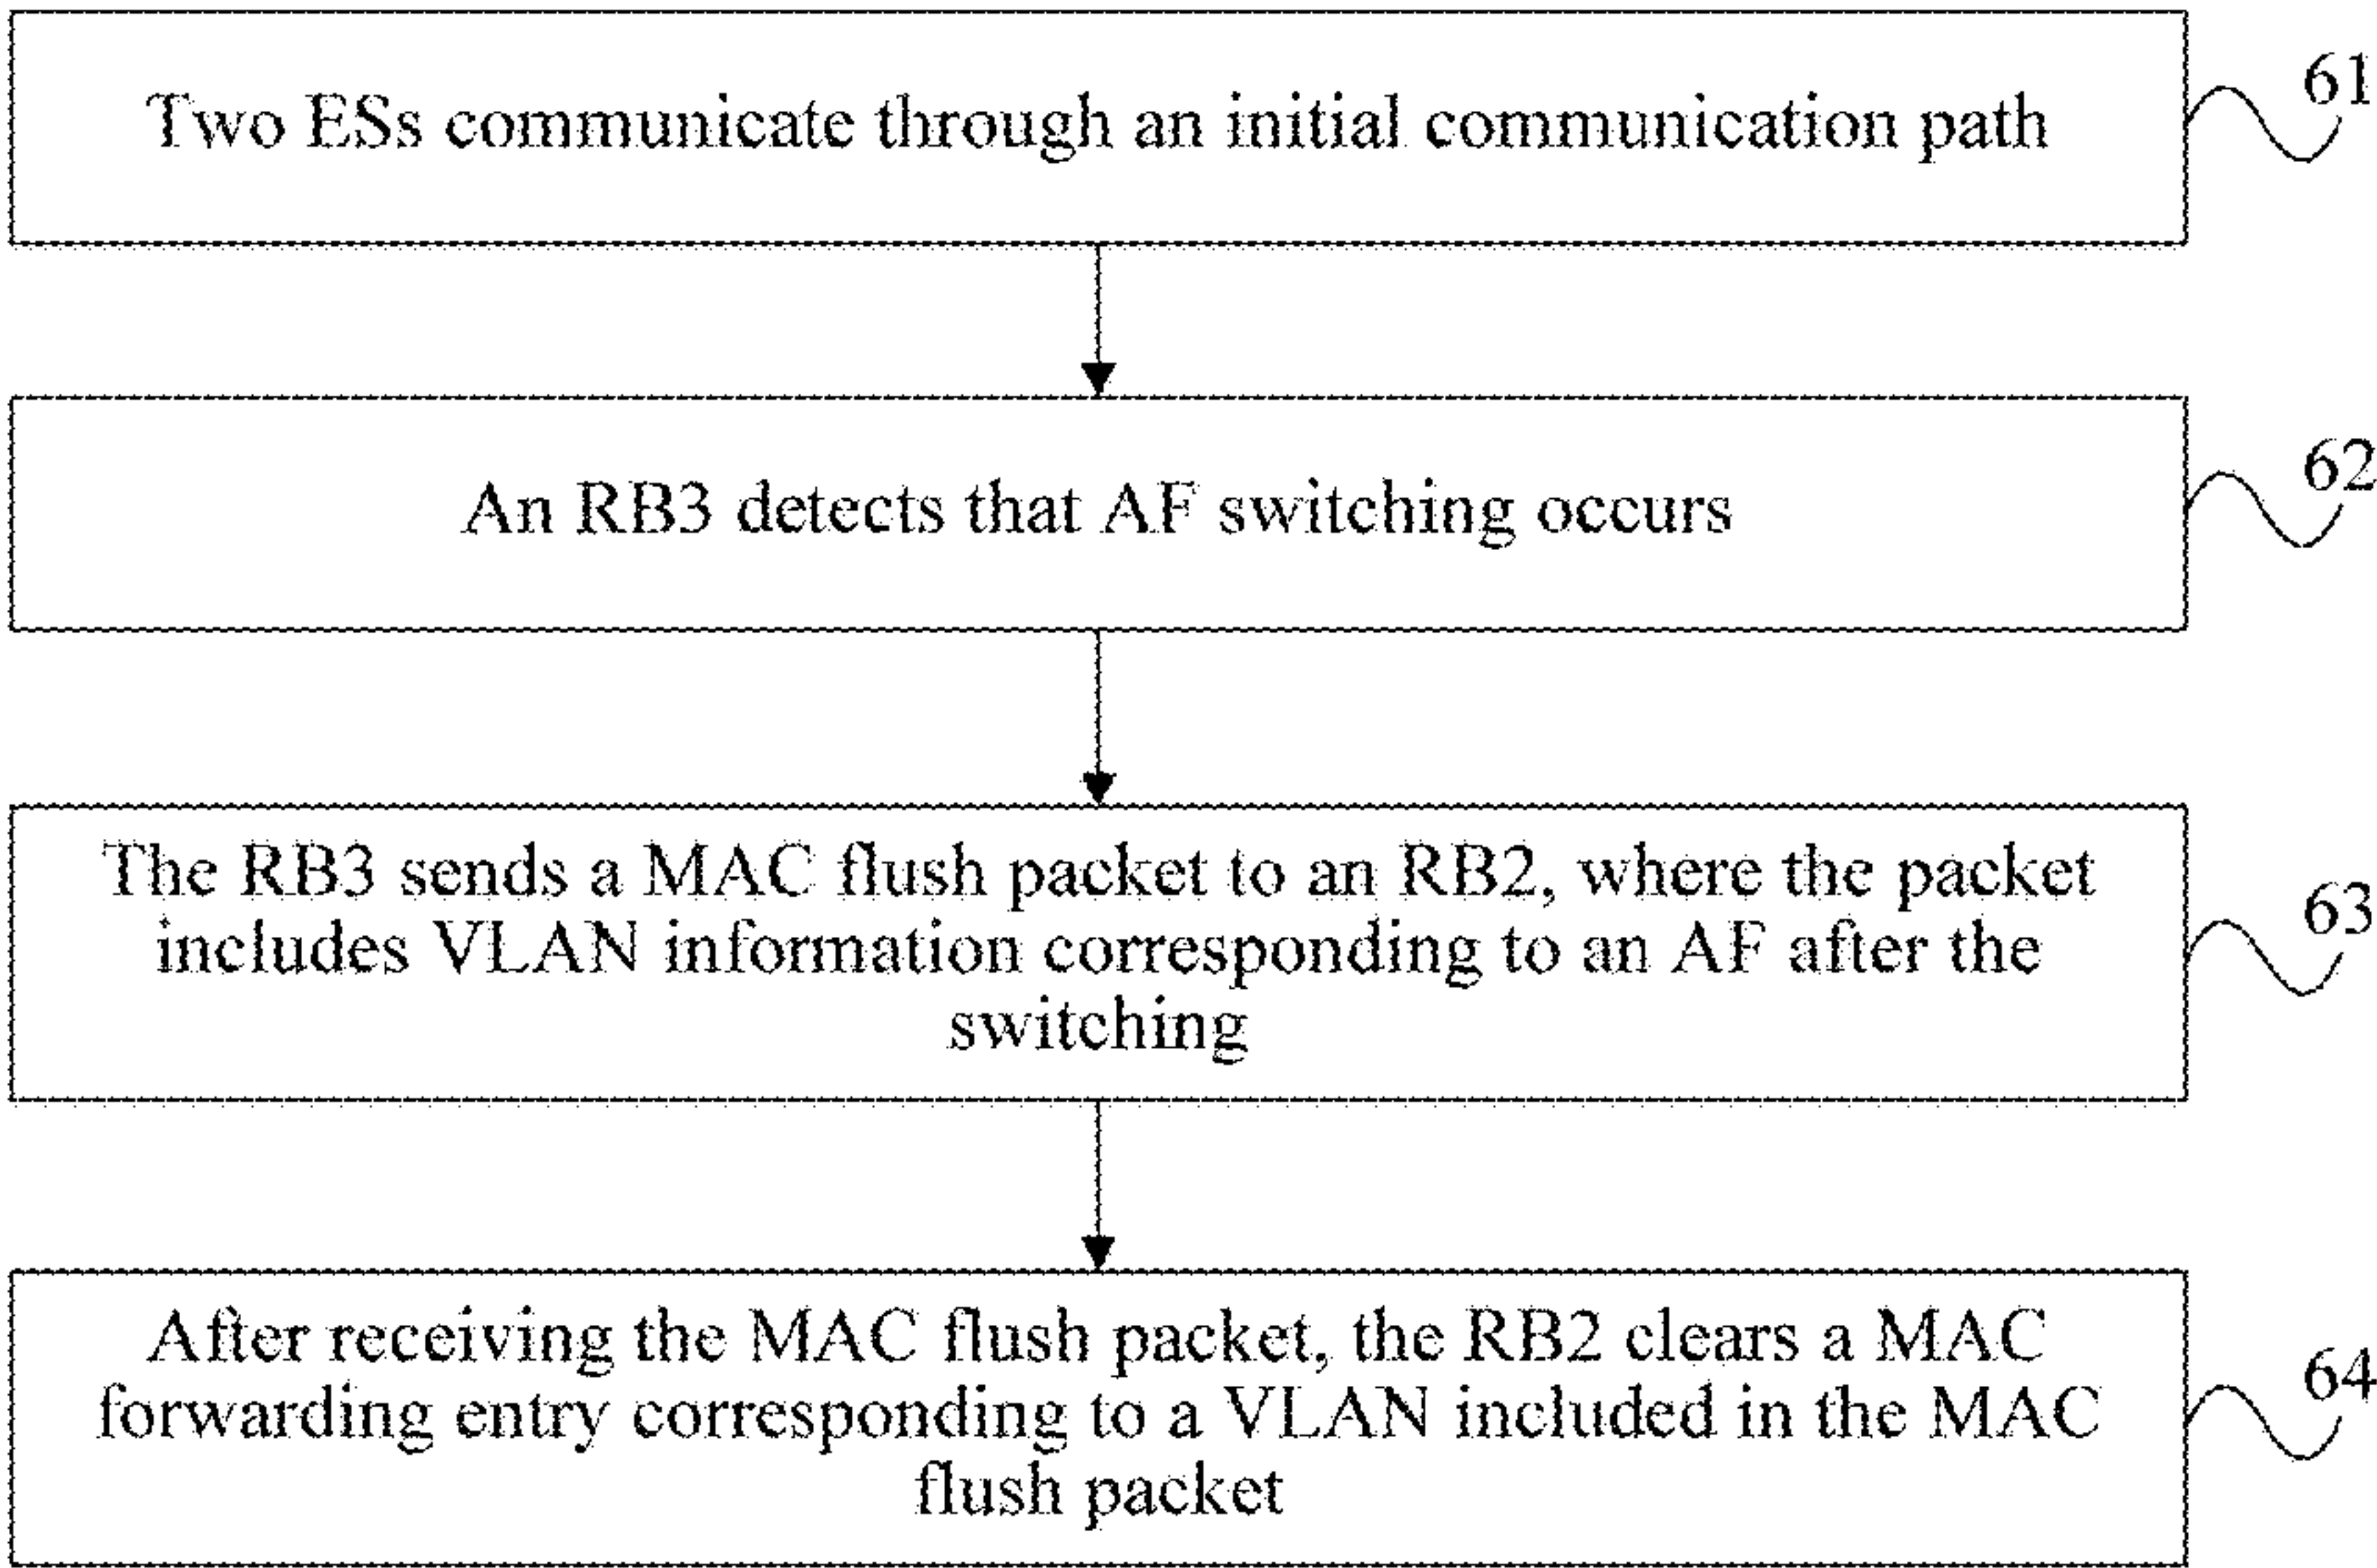 Two ESs communicate through an initial communication path
61
An RB3 detects that AF switching occurs
62
The RB3 sends a MAC flush packet to an RB2, where the packet
includes VLAN information corresponding to an AF after the
switching
63
After receiving the MAC flush packet, the RB2 clears a MAC
forwarding entry corresponding to a VLAN included in the MAC
flush packet
64